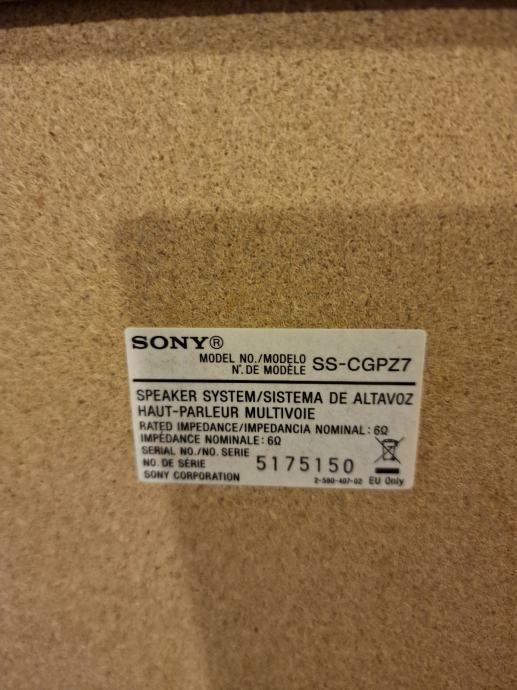 SONY®
MODEL NO./MODELO
N°. DE MODÈLE SS-CGPZ7
SPEAKER SYSTEM/SISTEMA DE ALTAVOZ
HAUT-PARLEUR MULTIVOIE
RATED IMPEDANCE/IMPEDANCIA NOMINAL: 6Ω
IMPÉDANCE NOMINALE: 6Ω
SERIAL NO./NO. SERIE
NO. DE SÉRIE 5175150
SONY CORPORATION 2-580-407-02 EU Only